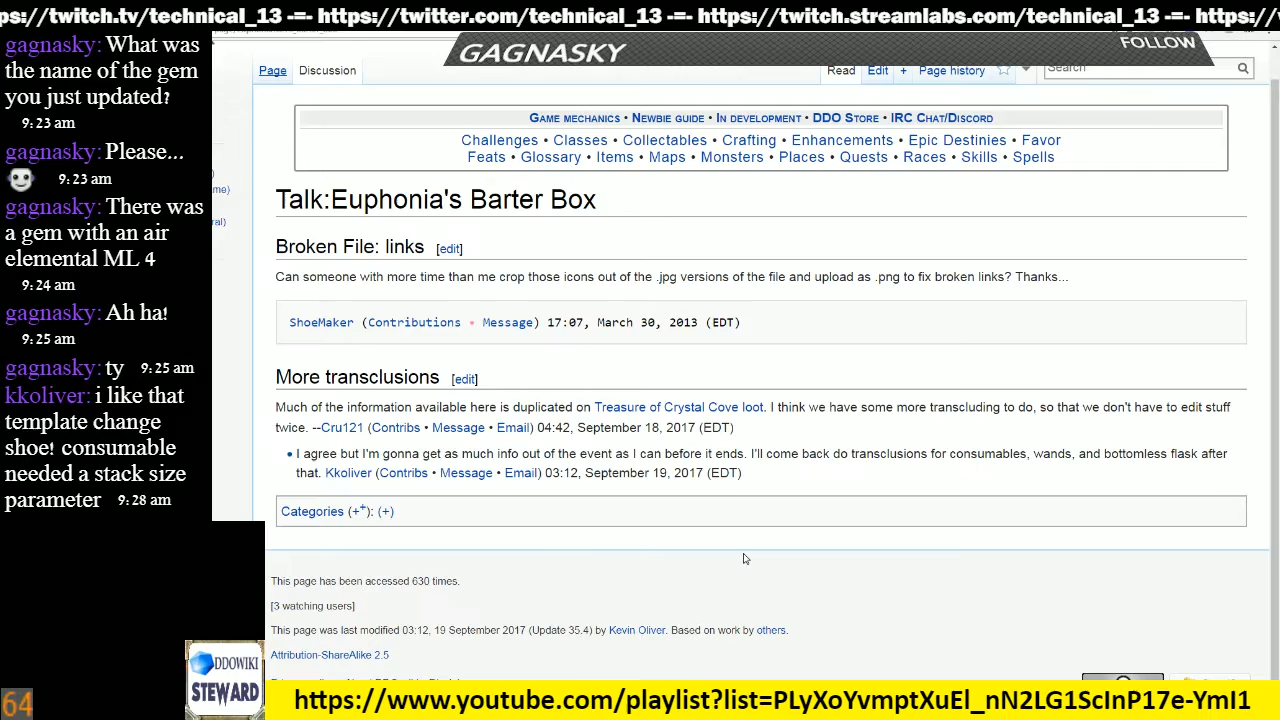 https://twitch.tv/technical_13 -=- https://twitter.com/technical_13 -=- https://twitch.streamlabs.com/technical_13 -=- https://
GAGNASKY
FOLLOW
gagnasky: What was
the name of the gem
you just updated?
9:23 am
gagnasky: Please...
9:23 am
gagnasky: There was
a gem with an air
elemental ML 4
9:24 am
gagnasky: Ah ha!
9:25 am
gagnasky: ty 9:25 am
kkoliver: i like that
template change
shoe! consumable
needed a stack size
parameter 9:28 am
Page Discussion Read Edit + Page history Search
Game mechanics • Newbie guide • In development • DDO Store • IRC Chat/Discord
Challenges • Classes • Collectables • Crafting • Enhancements • Epic Destinies • Favor
Feats • Glossary • Items • Maps • Monsters • Places • Quests • Races • Skills • Spells
Talk:Euphonia's Barter Box
Broken File: links [edit]
Can someone with more time than me crop those icons out of the .jpg versions of the file and upload as .png to fix broken links? Thanks...
ShoeMaker (Contributions • Message) 17:07, March 30, 2013 (EDT)
More transclusions [edit]
Much of the information available here is duplicated on Treasure of Crystal Cove loot. I think we have some more transcluding to do, so that we don't have to edit stuff
twice. --Cru121 (Contribs • Message • Email) 04:42, September 18, 2017 (EDT)
• I agree but I'm gonna get as much info out of the event as I can before it ends. I'll come back do transclusions for consumables, wands, and bottomless flask after
that. Kkoliver (Contribs • Message • Email) 03:12, September 19, 2017 (EDT)
Categories (+⁺): (+)
This page has been accessed 630 times.
[3 watching users]
This page was last modified 03:12, 19 September 2017 (Update 35.4) by Kevin Oliver. Based on work by others.
Attribution-ShareAlike 2.5
DDOWIKI
STEWARD
64
https://www.youtube.com/playlist?list=PLyXoYvmptXuEl_nN2LG1ScInP17e-YmI1